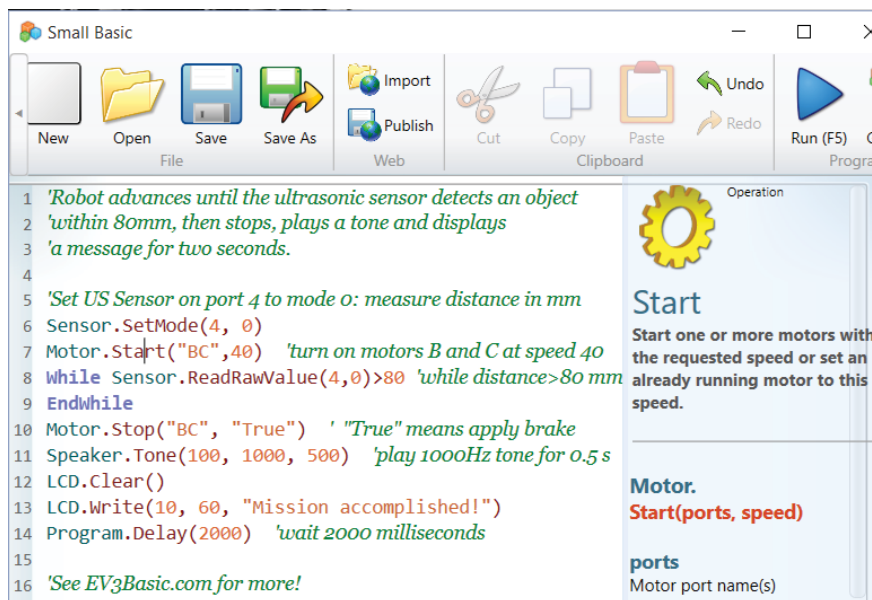 Small Basic
New
Open
Save
Save As
File
Import
Publish
Web
Cut
Copy
Paste
Undo
Redo
Clipboard
Run (F5)
1 'Robot advances until the ultrasonic sensor detects an object
2 'within 80mm, then stops, plays a tone and displays
3 'a message for two seconds.
4
5 'Set US Sensor on port 4 to mode 0: measure distance in mm
6 Sensor.SetMode(4, 0)
7 Motor.Start("BC",40) 'turn on motors B and C at speed 40
8 While Sensor.ReadRawValue(4,0)>80 'while distance>80 mm
9 EndWhile
10 Motor.Stop("BC", "True") ' "True" means apply brake
11 Speaker.Tone(100, 1000, 500) 'play 1000Hz tone for 0.5 s
12 LCD.Clear()
13 LCD.Write(10, 60, "Mission accomplished!")
14 Program.Delay(2000) 'wait 2000 milliseconds
15
16 'See EV3Basic.com for more!
Operation
Start
Start one or more motors with
the requested speed or set an
already running motor to this
speed.
Motor.
Start(ports, speed)
ports
Motor port name(s)